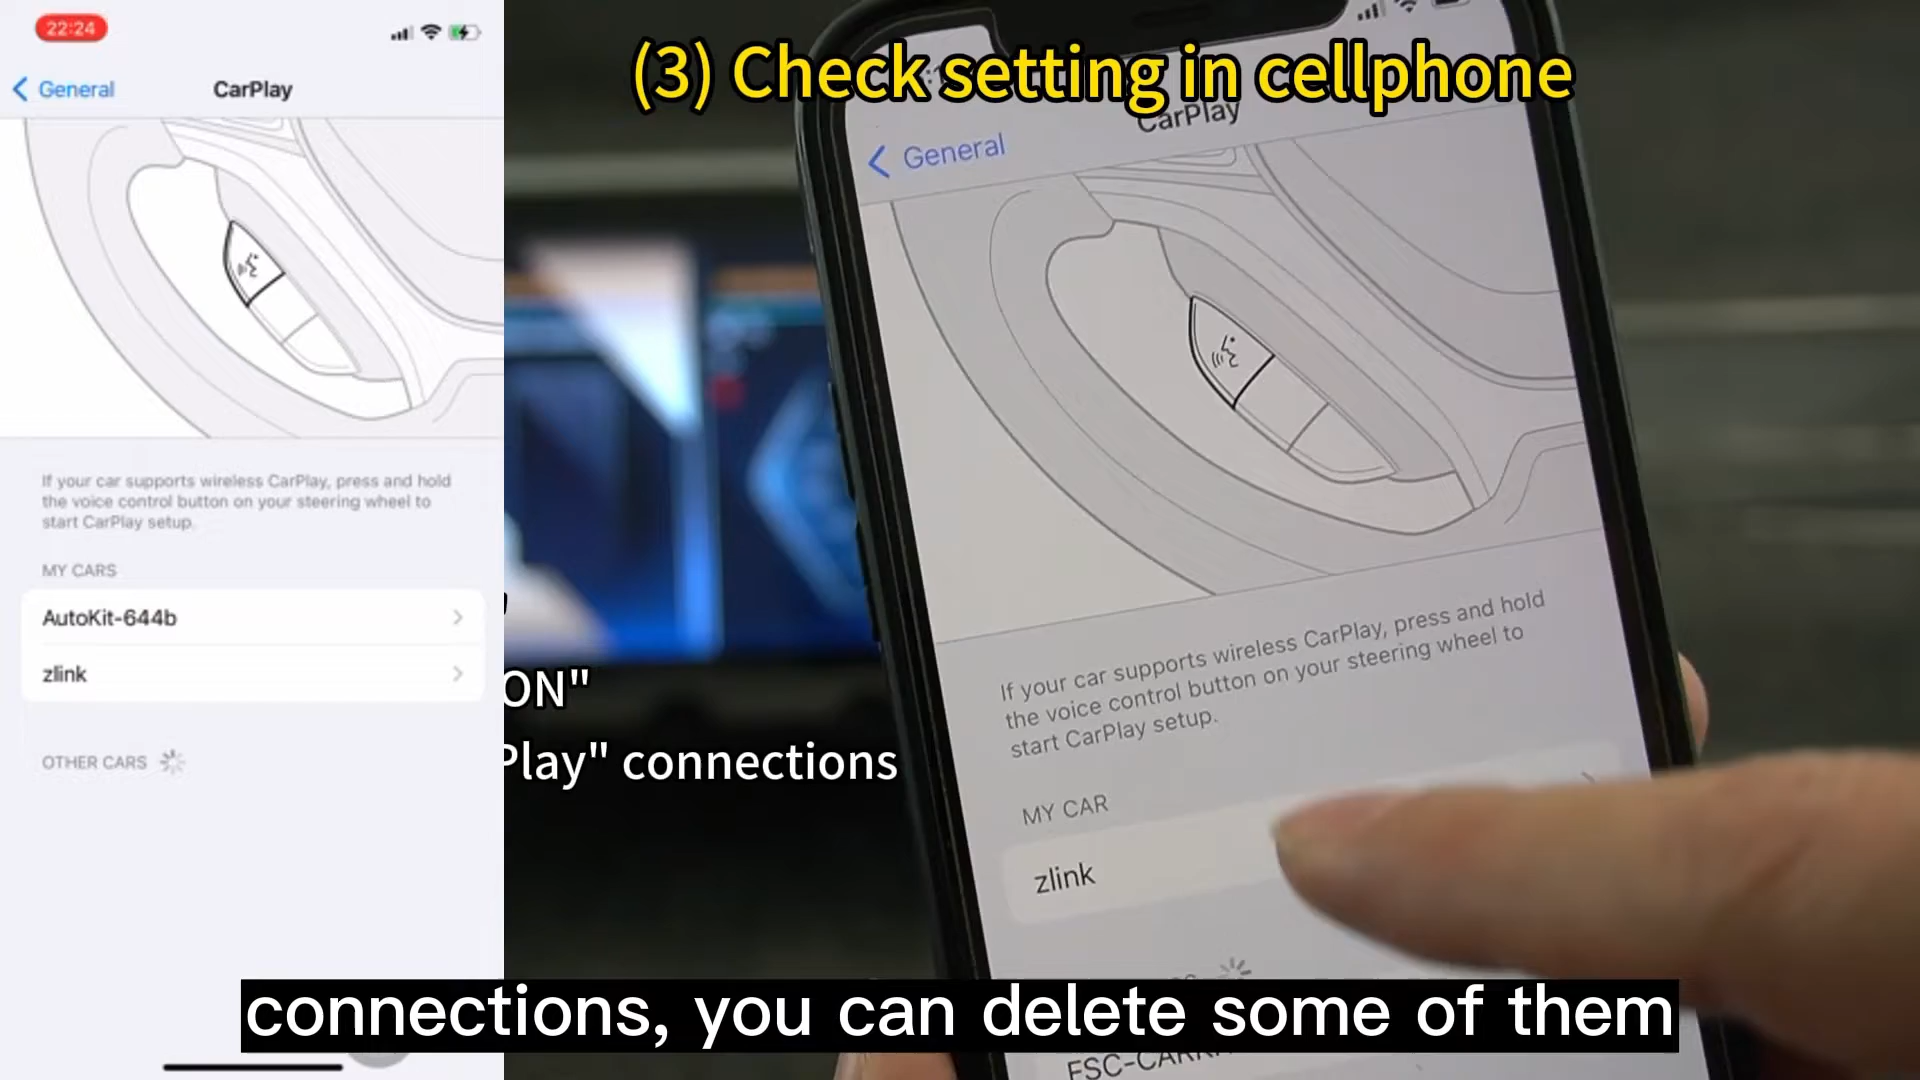 22:24
General
CarPlay
If your car supports wireless CarPlay, press and hold
the voice control button on your steering wheel to
start CarPlay setup.
MY CARS
AutoKit-644b
zlink
OTHER CARS
(3) Check setting in cellphone
CarPlay
General
If your car supports wireless CarPlay, press and hold
the voice control button on your steering wheel to
start CarPlay setup.
MY CAR
zlink
ON"
Play" connections
connections, you can delete some of them